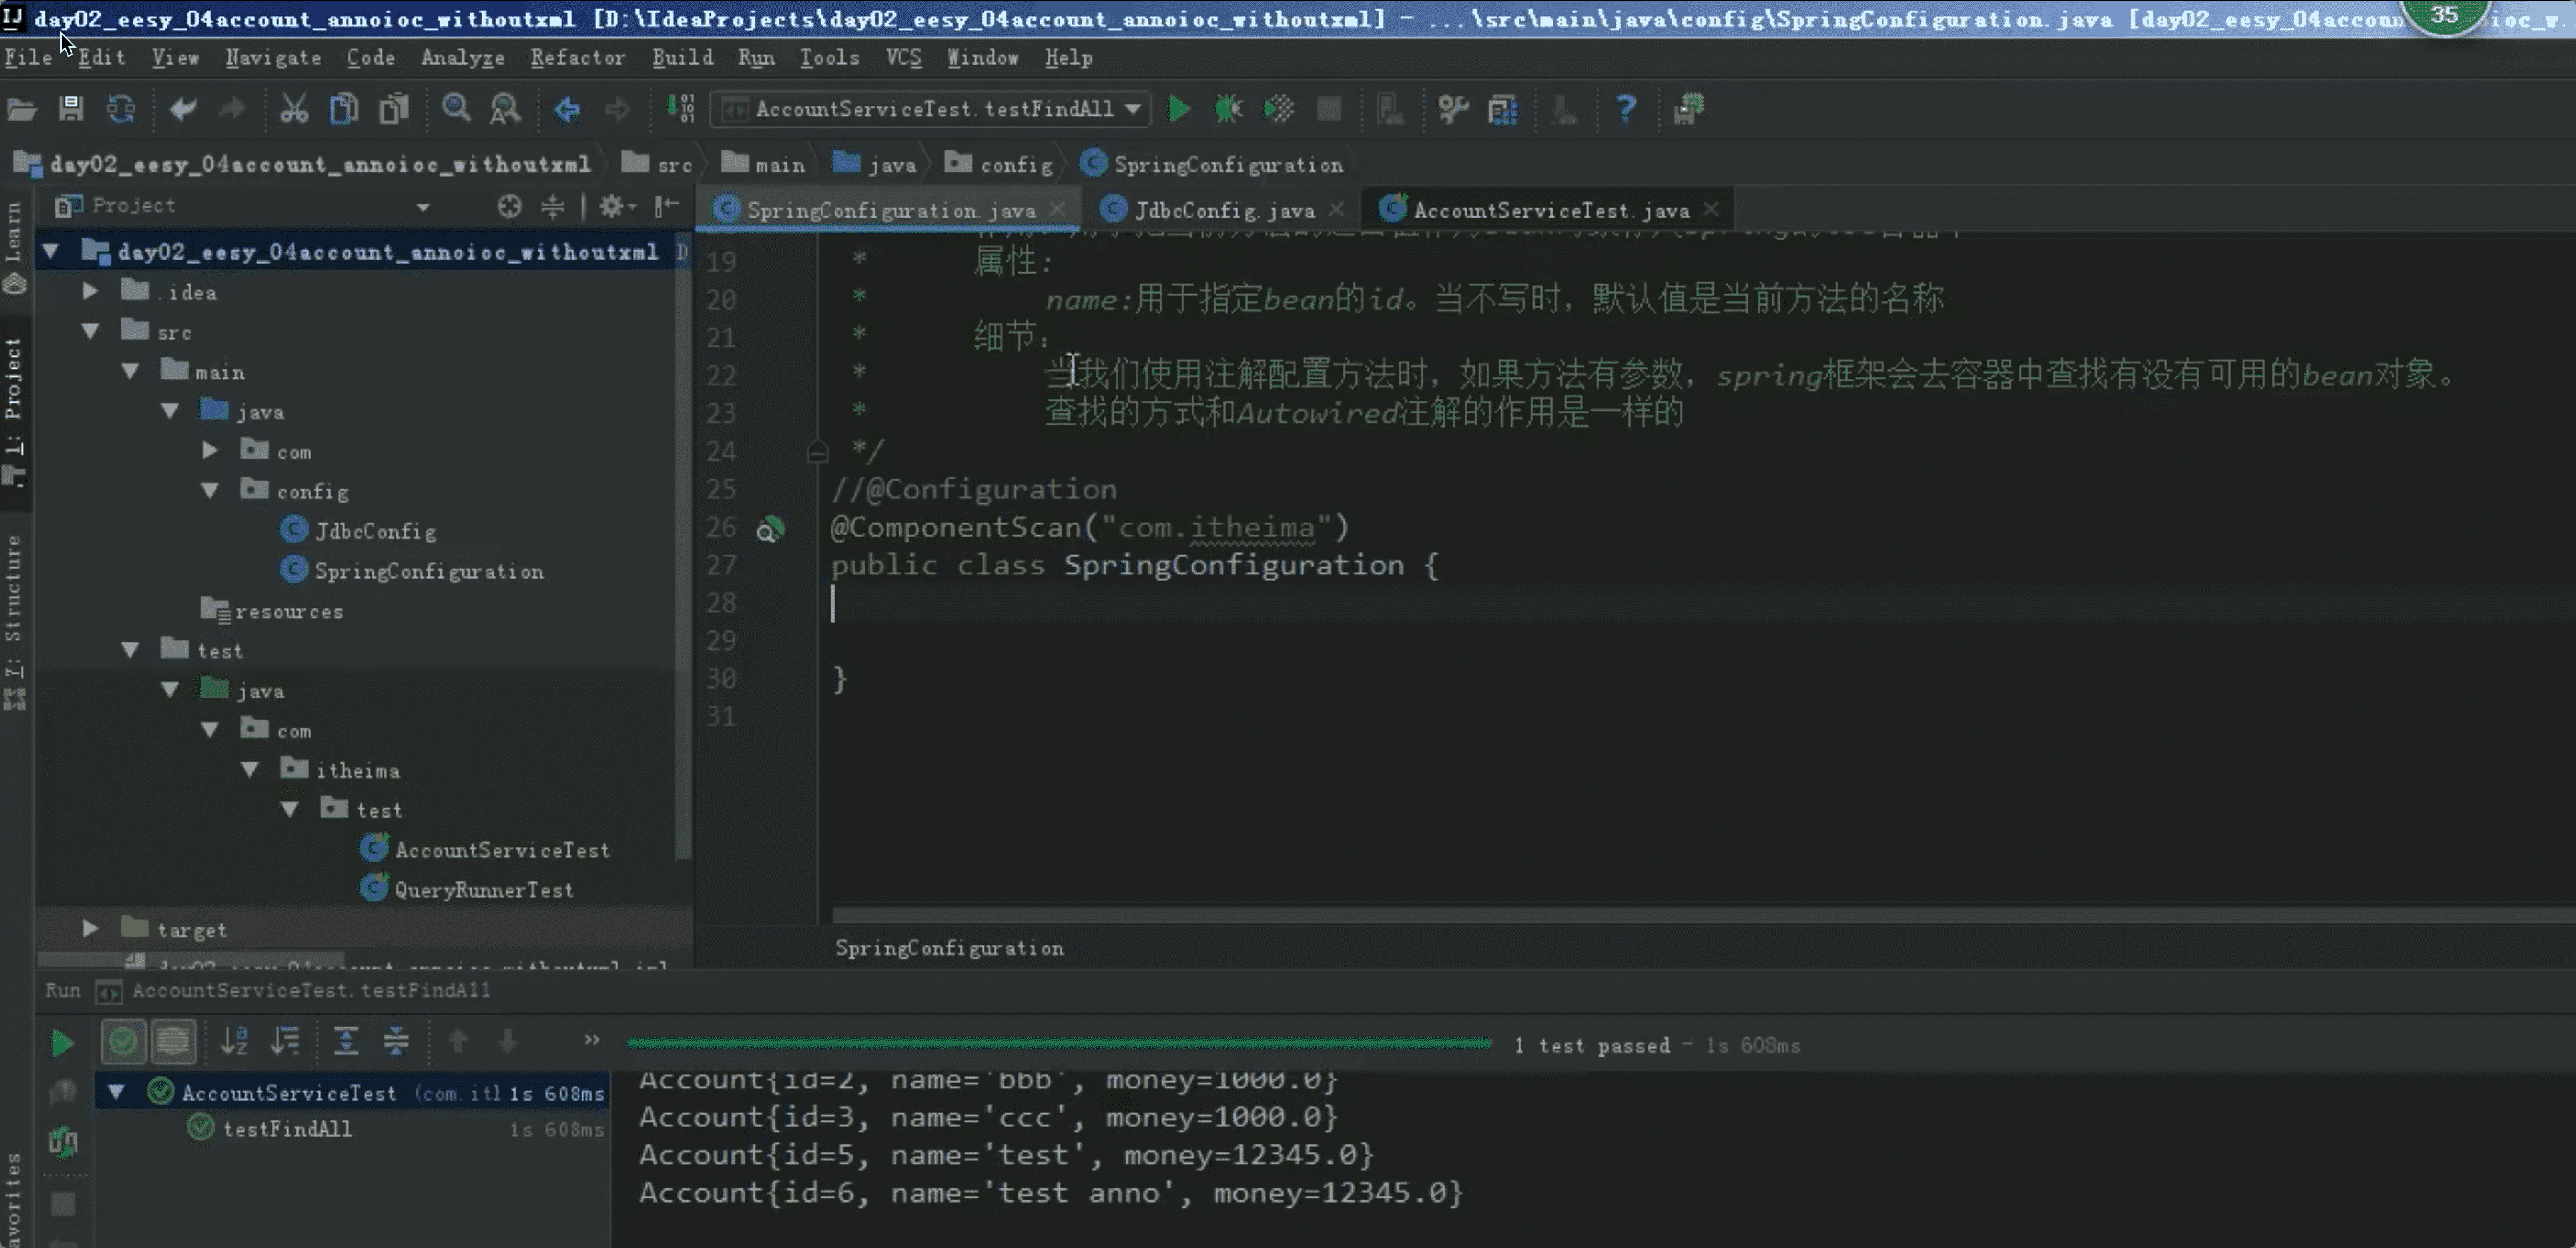 day02_eesy_04account_annoioc_withoutxml [D:\IdeaProjects\day02_eesy_04account_annoioc_withoutxml] - ...\src\main\java\config\SpringConfiguration.java [day02_eesy_04accoun
35
File Edit View Navigate Code Analyze Refactor Build Run Tools VCS Window Help
AccountServiceTest.testFindAll
day02_eesy_04account_annoioc_withoutxml src main java config SpringConfiguration
Project
SpringConfiguration.java JdbcConfig.java AccountServiceTest.java
Learn
1: Project
7: Structure
avorites
day02_eesy_04account_annoioc_withoutxml D
.idea
src
main
java
com
config
JdbcConfig
SpringConfiguration
resources
test
java
com
itheima
test
AccountServiceTest
QueryRunnerTest
target
19 * 属性:
20 * name:用于指定bean的id。当不写时,默认值是当前方法的名称
21 * 细节:
22 * 当我们使用注解配置方法时,如果方法有参数,spring框架会去容器中查找有没有可用的bean对象。
23 * 查找的方式和Autowired注解的作用是一样的
24 */
25 //@Configuration
26 @ComponentScan("com.itheima")
27 public class SpringConfiguration {
28
29
30 }
31
SpringConfiguration
Run AccountServiceTest.testFindAll
1 test passed - 1s 608ms
AccountServiceTest (com.itl 1s 608ms
testFindAll 1s 608ms
Account{id=2, name='bbb', money=1000.0}
Account{id=3, name='ccc', money=1000.0}
Account{id=5, name='test', money=12345.0}
Account{id=6, name='test anno', money=12345.0}